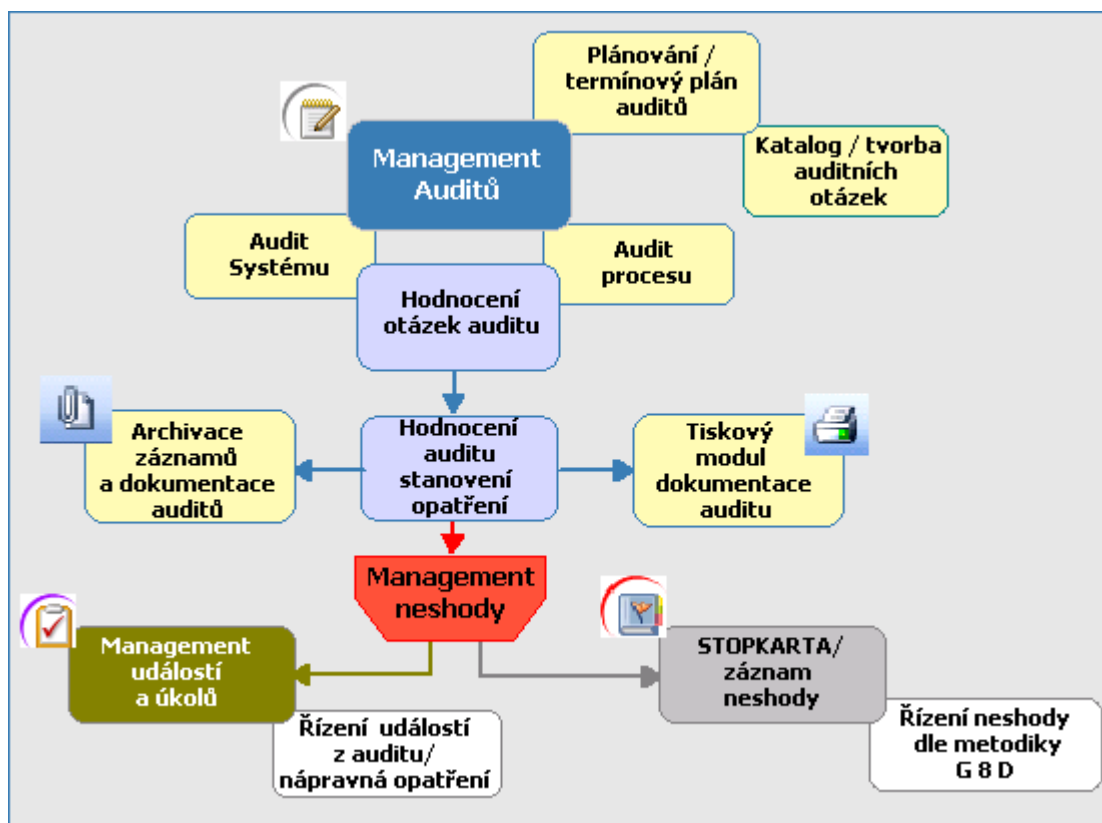 Plánování /
termínový plán
auditů
Katalog / tvorba
auditních
otázek
Management
Auditů
Audit
Systému
Audit
procesu
Hodnocení
otázek auditu
Archivace
záznamů
a dokumentace
auditů
Hodnocení
auditu
stanovení
opatření
Tiskový
modul
dokumentace
auditu
Management
neshody
Management
událostí
a úkolů
STOPKARTA/
záznam
neshody
Řízení událostí
z auditu/
nápravná opatření
Řízení neshody
dle metodiky
G 8 D